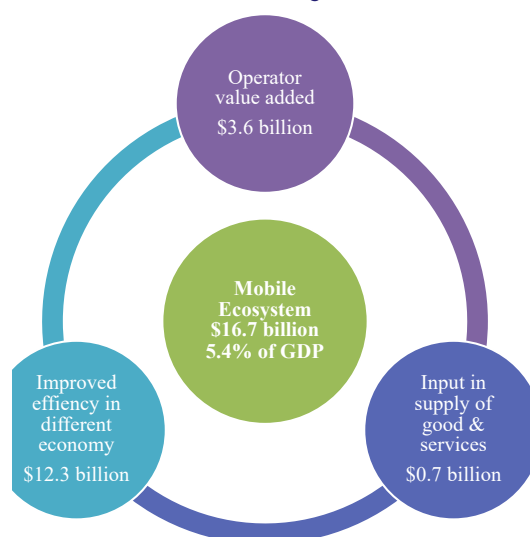 Operator
value added
$3.6 billion
Mobile
Ecosystem
$16.7 billion
5.4% of GDP
Improved
effiency in
different
economy
$12.3 billion
Input in
supply of
good &
services
$0.7 billion